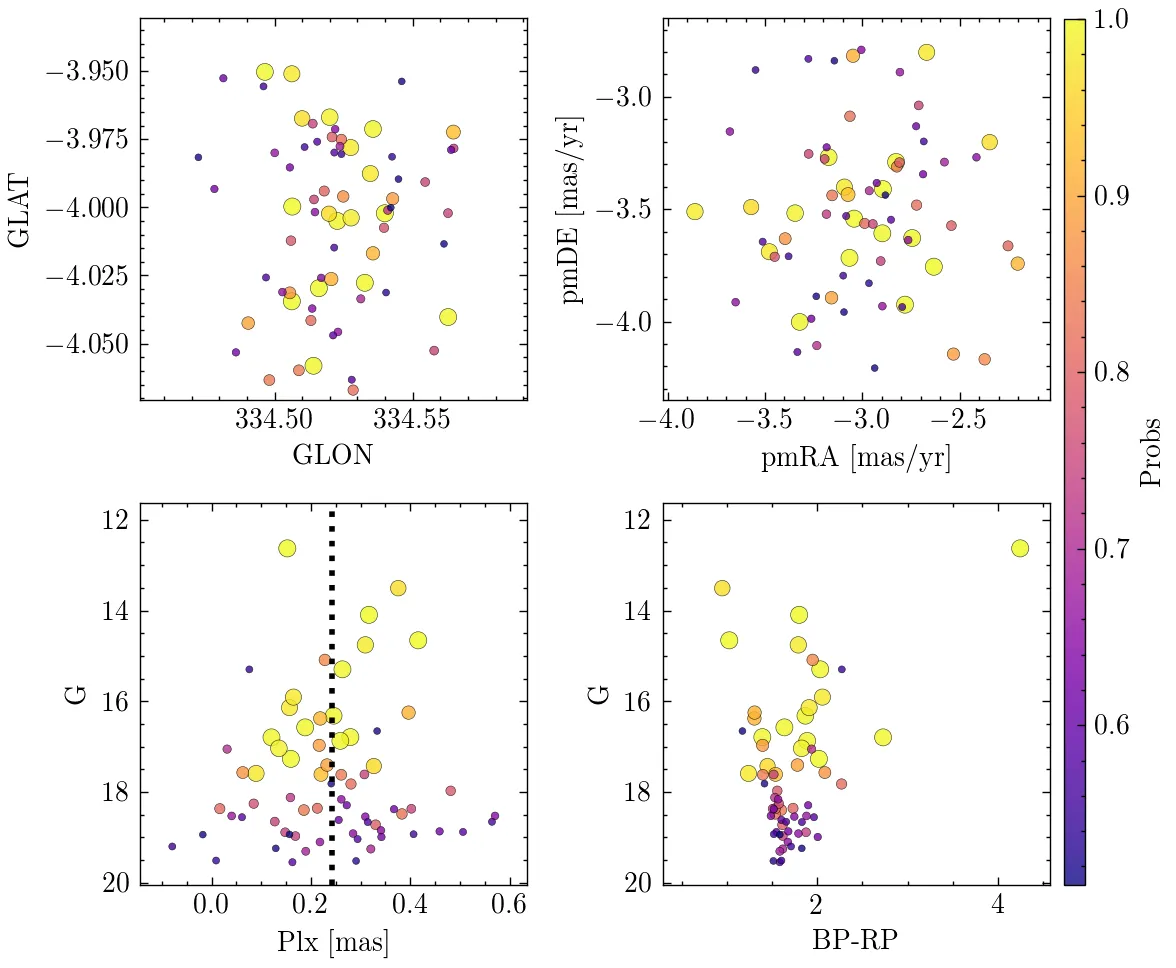 −3.950
−3.975
−4.000
−4.025
−4.050
GLAT
334.50 334.55
GLON
−3.0
−3.5
−4.0
pmDE [mas/yr]
−4.0 −3.5 −3.0 −2.5
pmRA [mas/yr]
1.0
0.9
0.8
0.7
0.6
Probs
12
14
16
18
20
G
0.0 0.2 0.4 0.6
Plx [mas]
12
14
16
18
20
G
2 4
BP-RP